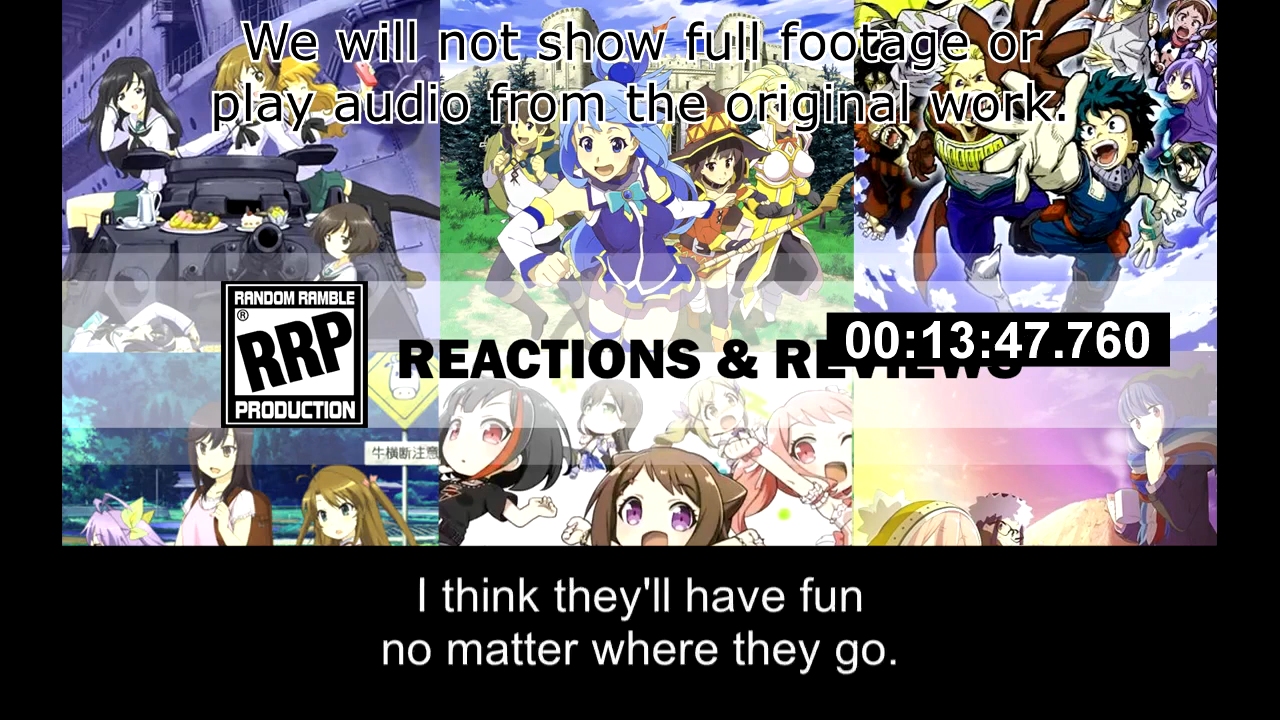 We will not show full footage or
play audio from the original work.
RANDOM RAMBLE
®
RRP
PRODUCTION
REACTIONS & REVIEWS
00:13:47.760
牛横断注意
I think they'll have fun
no matter where they go.